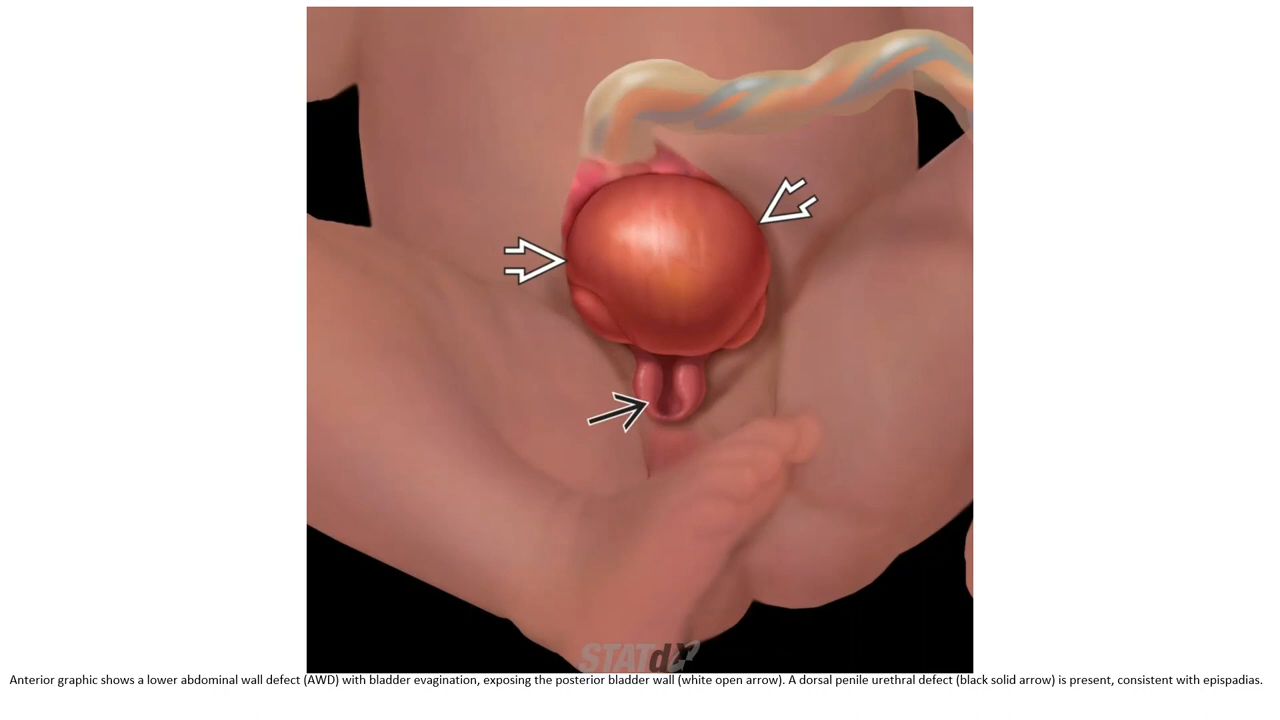 STATdx
Anterior graphic shows a lower abdominal wall defect (AWD) with bladder evagination, exposing the posterior bladder wall (white open arrow). A dorsal penile urethral defect (black solid arrow) is present, consistent with epispadias.